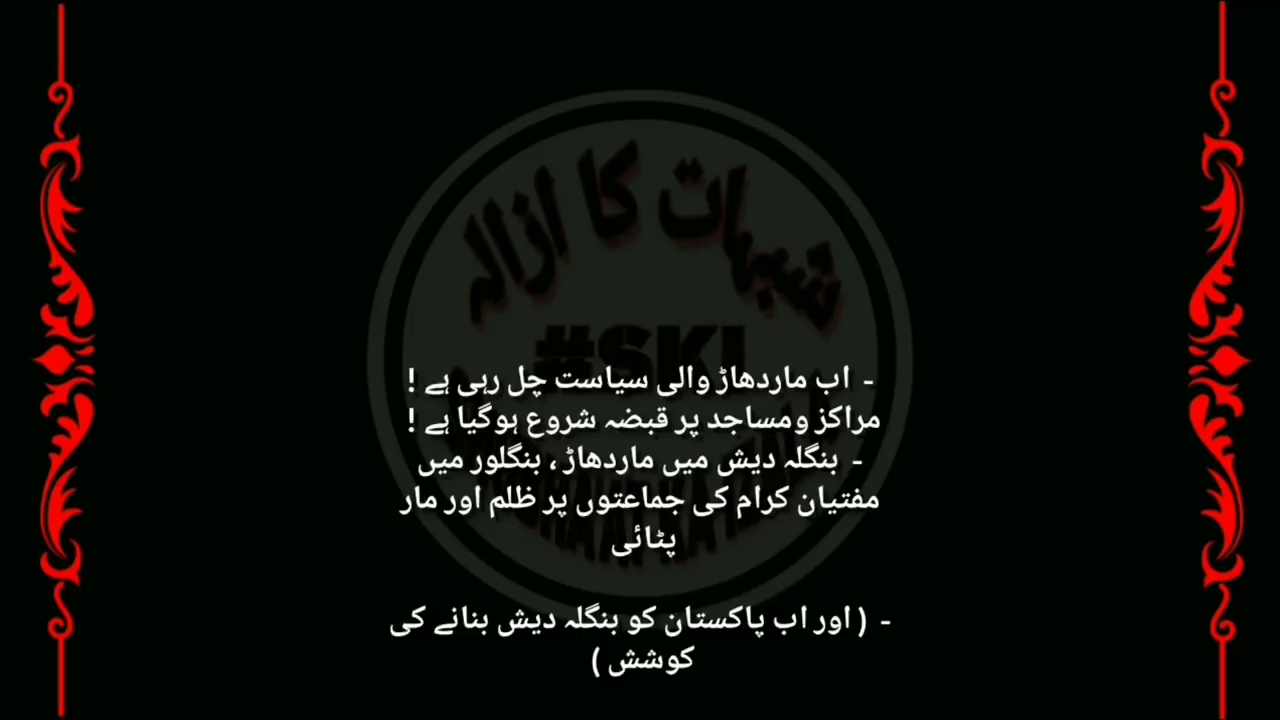 شبہات کا ازالہ
#SKI
- اب ماردھاڑ والی سیاست چل رہی ہے !
مراکز ومساجد پر قبضہ شروع ہوگیا ہے !
- بنگلہ دیش میں ماردھاڑ ، بنگلور میں
مفتیان کرام کی جماعتوں پر ظلم اور مار
پٹائی
- ( اور اب پاکستان کو بنگلہ دیش بنانے کی
کوشش )